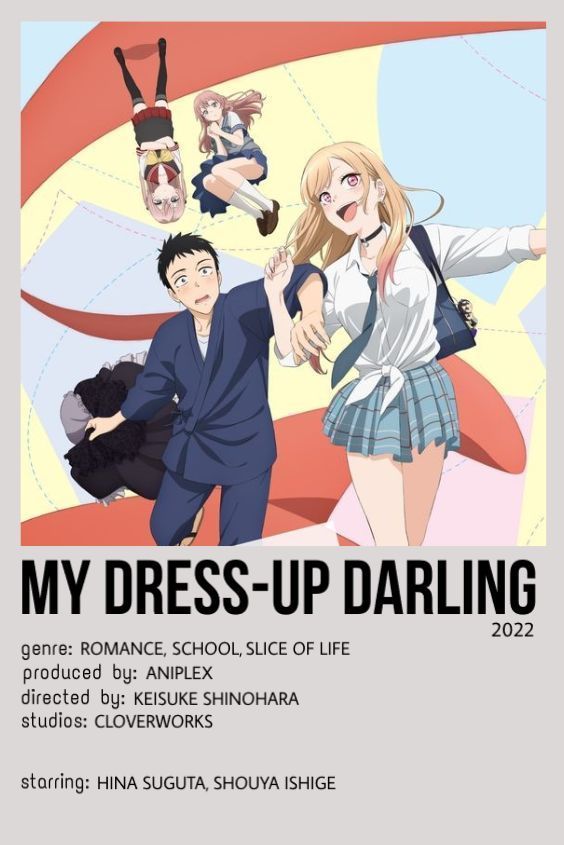 MY DRESS-UP DARLING
2022
genre: ROMANCE, SCHOOL, SLICE OF LIFE
produced by: ANIPLEX
directed by: KEISUKE SHINOHARA
studios: CLOVERWORKS
starring: HINA SUGUTA, SHOUYA ISHIGE